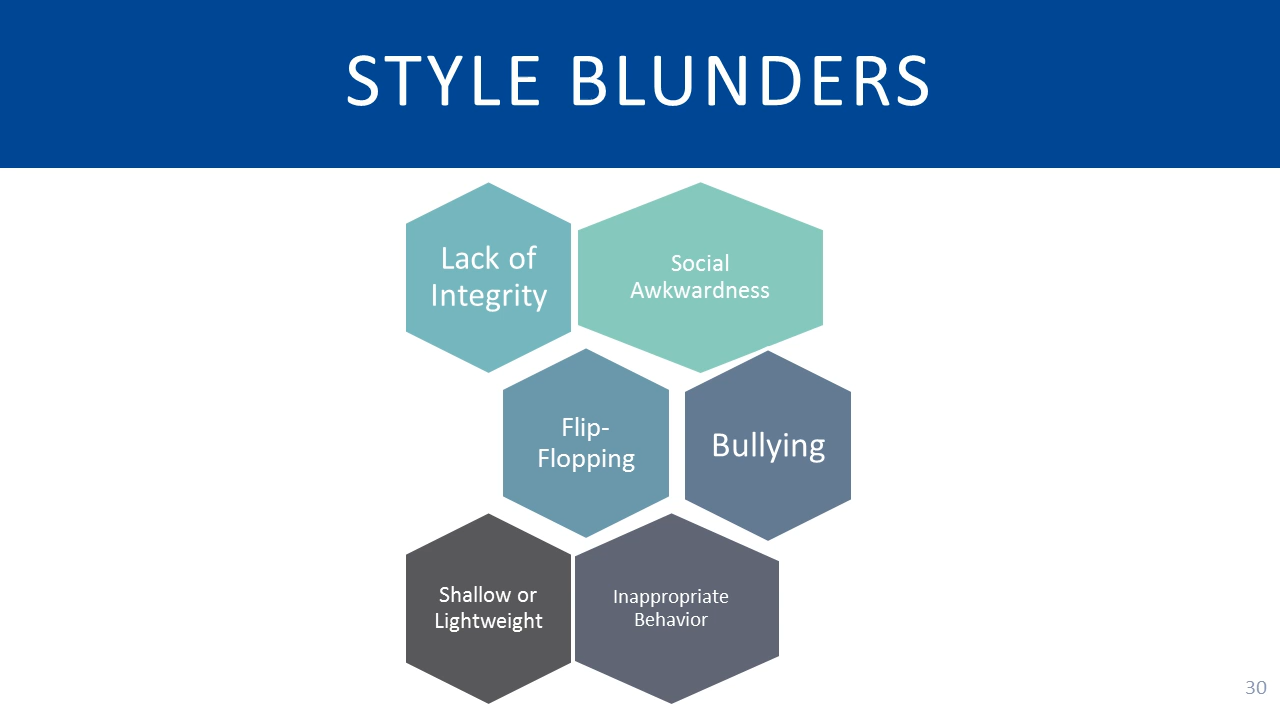 STYLE BLUNDERS
Lack of
Integrity
Social
Awkwardness
Flip-
Flopping
Bullying
Shallow or
Lightweight
Inappropriate
Behavior
30